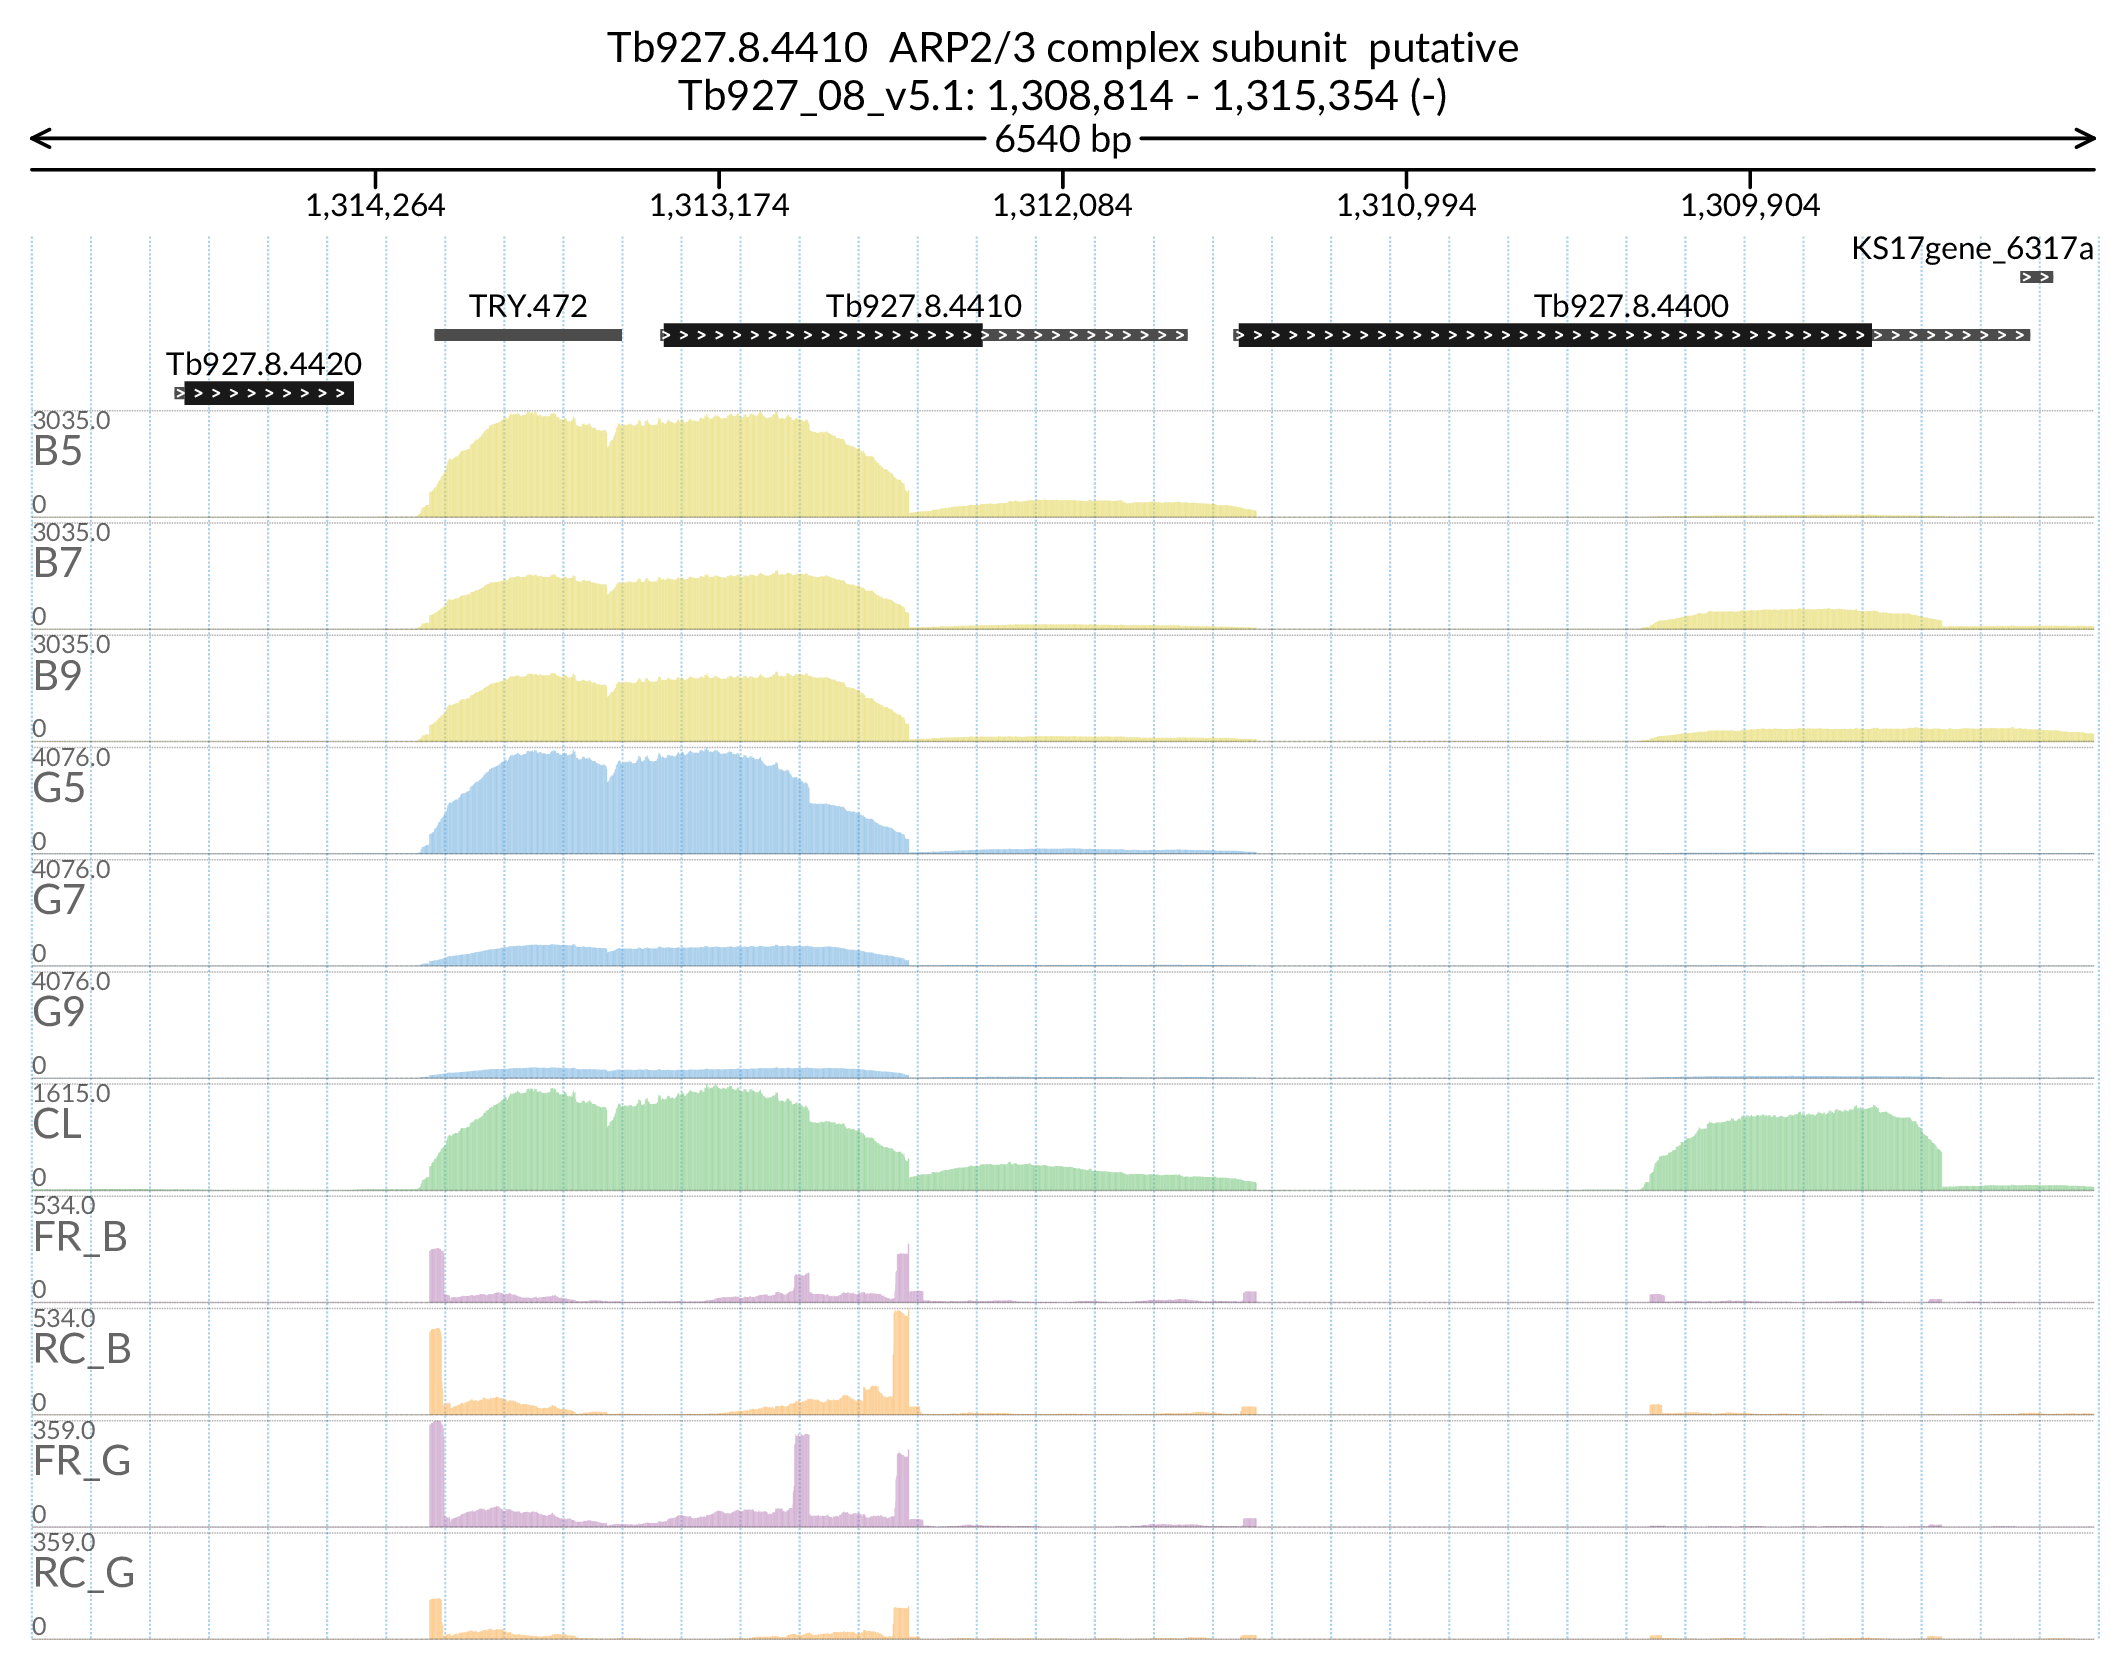 Tb927.8.4410  ARP2/3 complex subunit  putative
Tb927_08_v5.1: 1,308,814 - 1,315,354 (-)
6540 bp
1,314,264 1,313,174 1,312,084 1,310,994 1,309,904
KS17gene_6317a
TRY.472 Tb927.8.4410 Tb927.8.4400
Tb927.8.4420
3035.0
B5
0
3035.0
B7
0
3035.0
B9
0
4076.0
G5
0
4076.0
G7
0
4076.0
G9
0
1615.0
CL
0
534.0
FR_B
0
534.0
RC_B
0
359.0
FR_G
0
359.0
RC_G
0